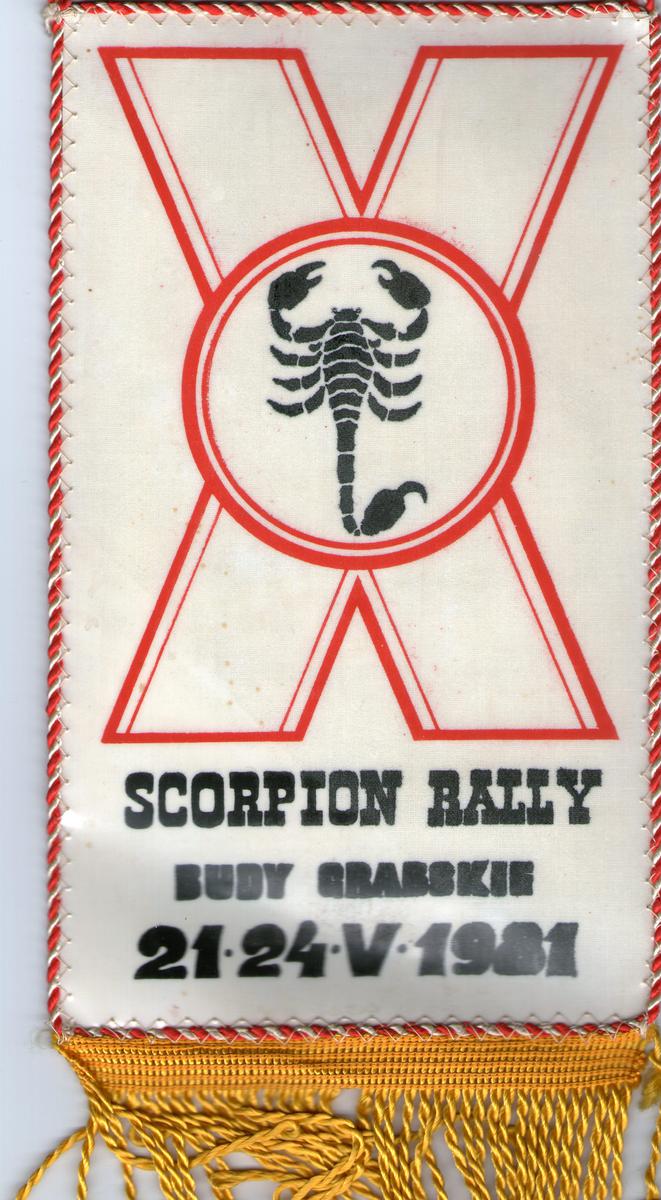 X
SCORPION RALLY
BUDY GRABSKIE
21·24·V·1981